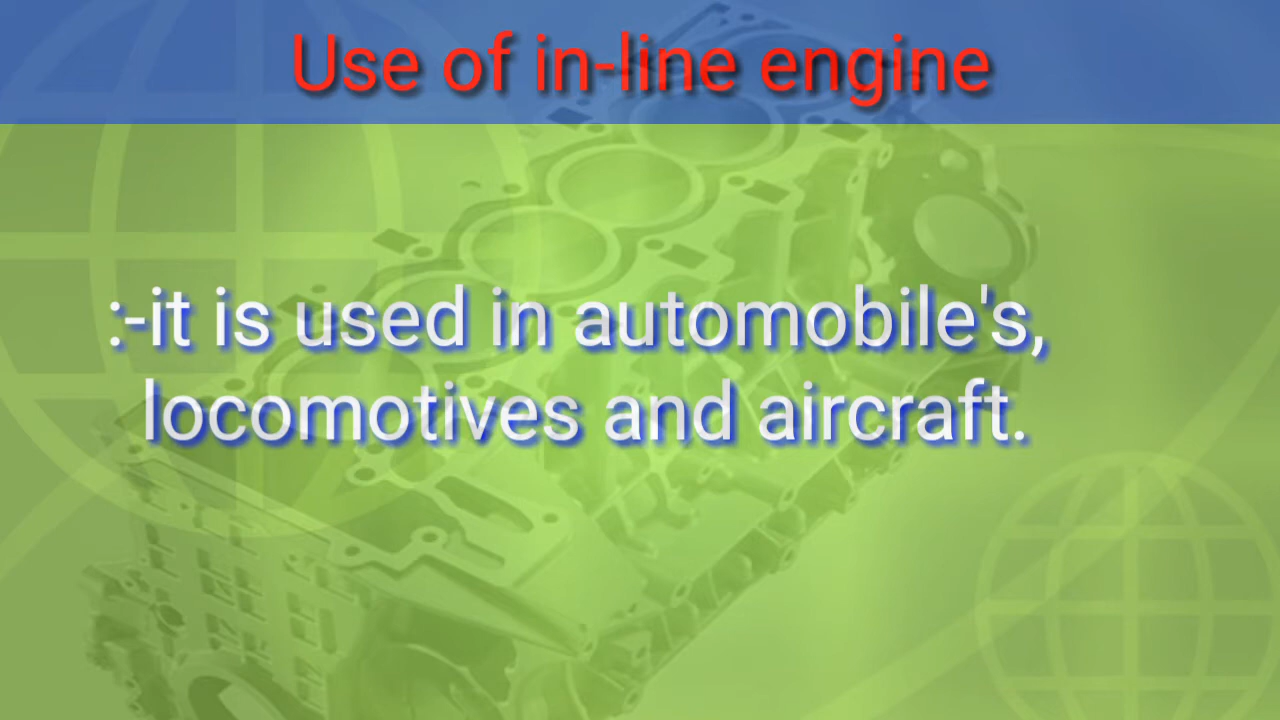 Use of in-line engine
:-it is used in automobile's,
locomotives and aircraft.